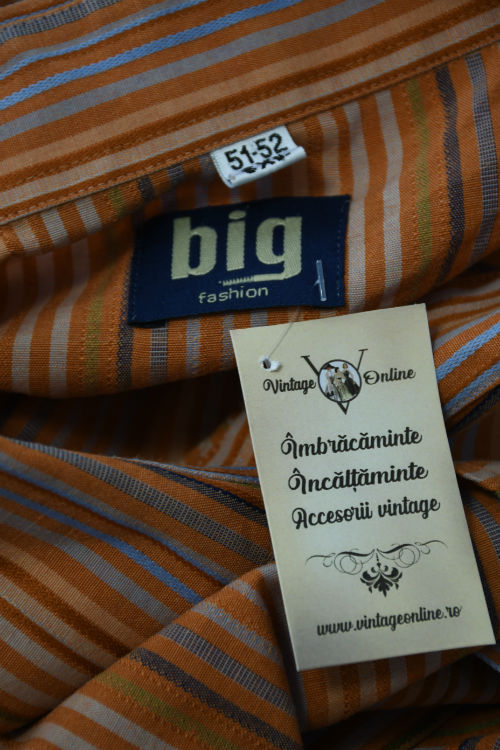 51-52
big
fashion
Vintage Online
Îmbrăcăminte
Încălțăminte
Accesorii vintage
www.vintageonline.ro